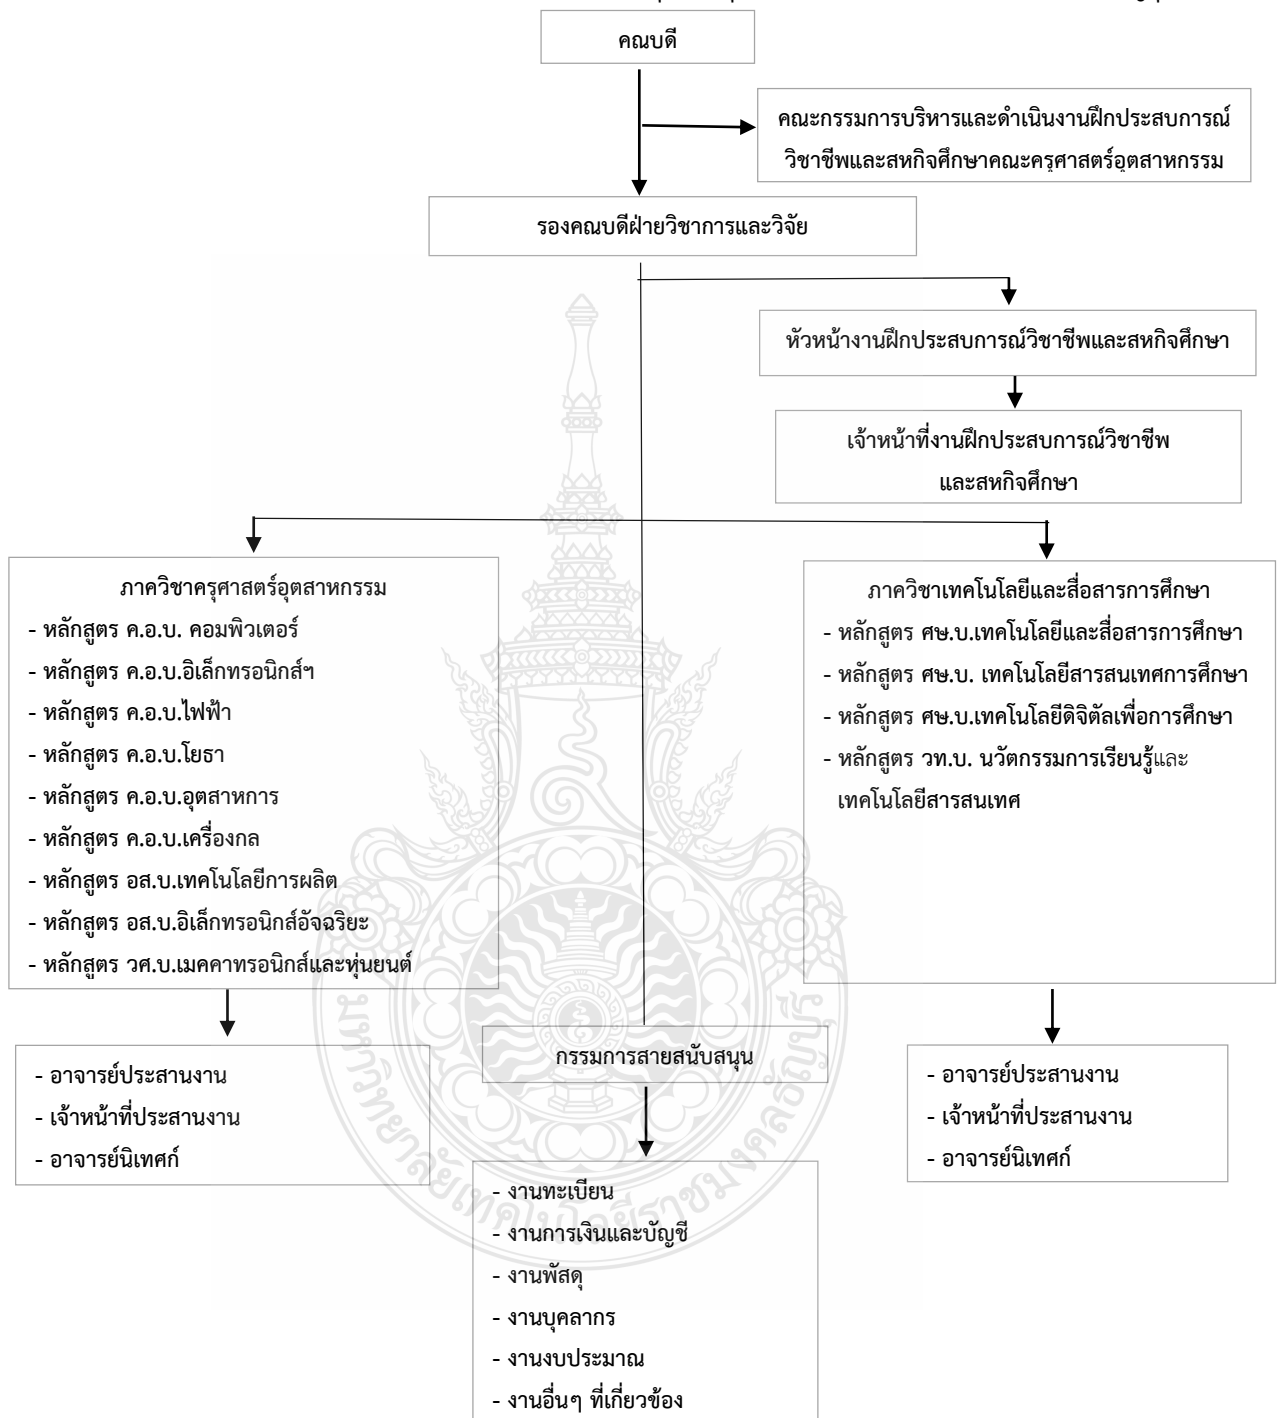 คณบดี
คณะกรรมการบริหารและดำเนินงานฝึกประสบการณ์
วิชาชีพและสหกิจศึกษาคณะครุศาสตร์อุตสาหกรรม
รองคณบดีฝ่ายวิชาการและวิจัย
หัวหน้างานฝึกประสบการณ์วิชาชีพและสหกิจศึกษา
เจ้าหน้าที่งานฝึกประสบการณ์วิชาชีพ
และสหกิจศึกษา
ภาควิชาครุศาสตร์อุตสาหกรรม
- หลักสูตร ค.อ.บ. คอมพิวเตอร์
- หลักสูตร ค.อ.บ.อิเล็กทรอนิกส์ฯ
- หลักสูตร ค.อ.บ.ไฟฟ้า
- หลักสูตร ค.อ.บ.โยธา
- หลักสูตร ค.อ.บ.อุตสาหการ
- หลักสูตร ค.อ.บ.เครื่องกล
- หลักสูตร อส.บ.เทคโนโลยีการผลิต
- หลักสูตร อส.บ.อิเล็กทรอนิกส์อัจฉริยะ
- หลักสูตร วศ.บ.เมคคาทรอนิกส์และหุ่นยนต์
ภาควิชาเทคโนโลยีและสื่อสารการศึกษา
- หลักสูตร ศษ.บ.เทคโนโลยีและสื่อสารการศึกษา
- หลักสูตร ศษ.บ. เทคโนโลยีสารสนเทศการศึกษา
- หลักสูตร ศษ.บ.เทคโนโลยีดิจิตัลเพื่อการศึกษา
- หลักสูตร วท.บ. นวัตกรรมการเรียนรู้และ
เทคโนโลยีสารสนเทศ
- อาจารย์ประสานงาน
- เจ้าหน้าที่ประสานงาน
- อาจารย์นิเทศก์
กรรมการสายสนับสนุน
- อาจารย์ประสานงาน
- เจ้าหน้าที่ประสานงาน
- อาจารย์นิเทศก์
- งานทะเบียน
- งานการเงินและบัญชี
- งานพัสดุ
- งานบุคลากร
- งานงบประมาณ
- งานอื่นๆ ที่เกี่ยวข้อง
มหาวิทยาลัยเทคโนโลยีราชมงคลธัญบุรี